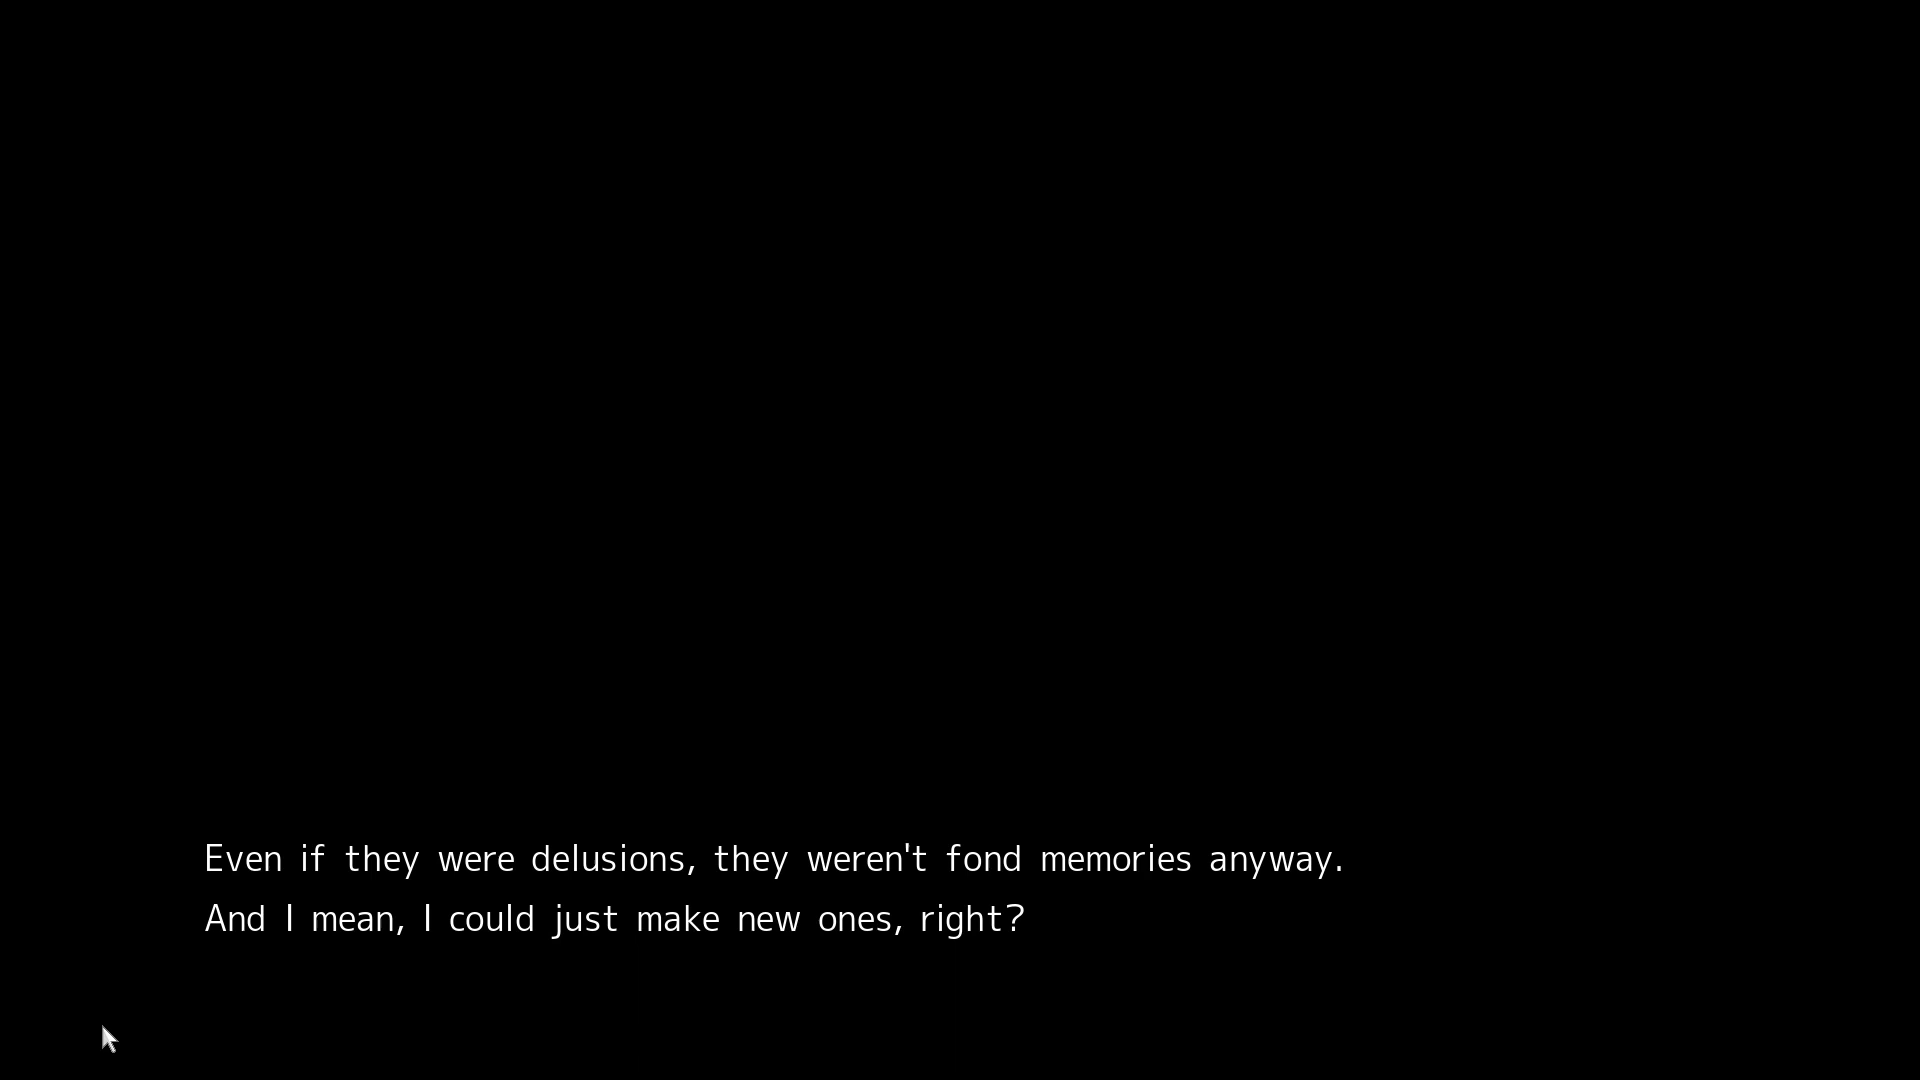 Even if they were delusions, they weren't fond memories anyway.
And I mean, I could just make new ones, right?